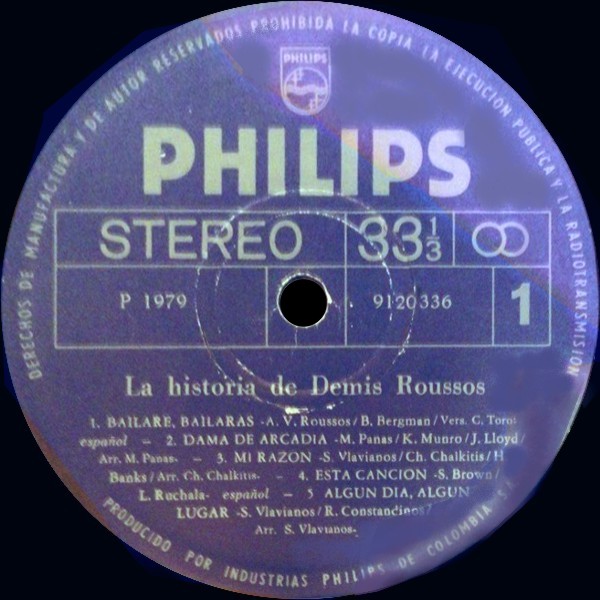 DERECHOS DE MANUFACTURA Y DE AUTOR RESERVADOS PROHIBIDA LA COPIA LA EJECUCION PUBLICA Y LA RADIOTRANSMISION
PHILIPS
PHILIPS
STEREO 33⅓
P 1979 9120336 1
La historia de Demis Roussos
1. BAILARE, BAILARAS -A. V. Roussos/B. Bergman/Vers. C. Toro
español — 2. DAMA DE ARCADIA -M. Panas/K. Munro/J. Lloyd/
Arr. M. Panas- — 3. MI RAZON -S. Vlavianos/Ch. Chalkitis/H
Banks/Arr. Ch. Chalkitis- — 4. ESTA CANCION -S. Brown/
L. Ruchala- español — 5 ALGUN DIA, ALGUN
LUGAR -S. Vlavianos/R. Constandinos/
Arr. S. Vlavianos-
PRODUCIDO POR INDUSTRIAS PHILIPS DE COLOMBIA S.A